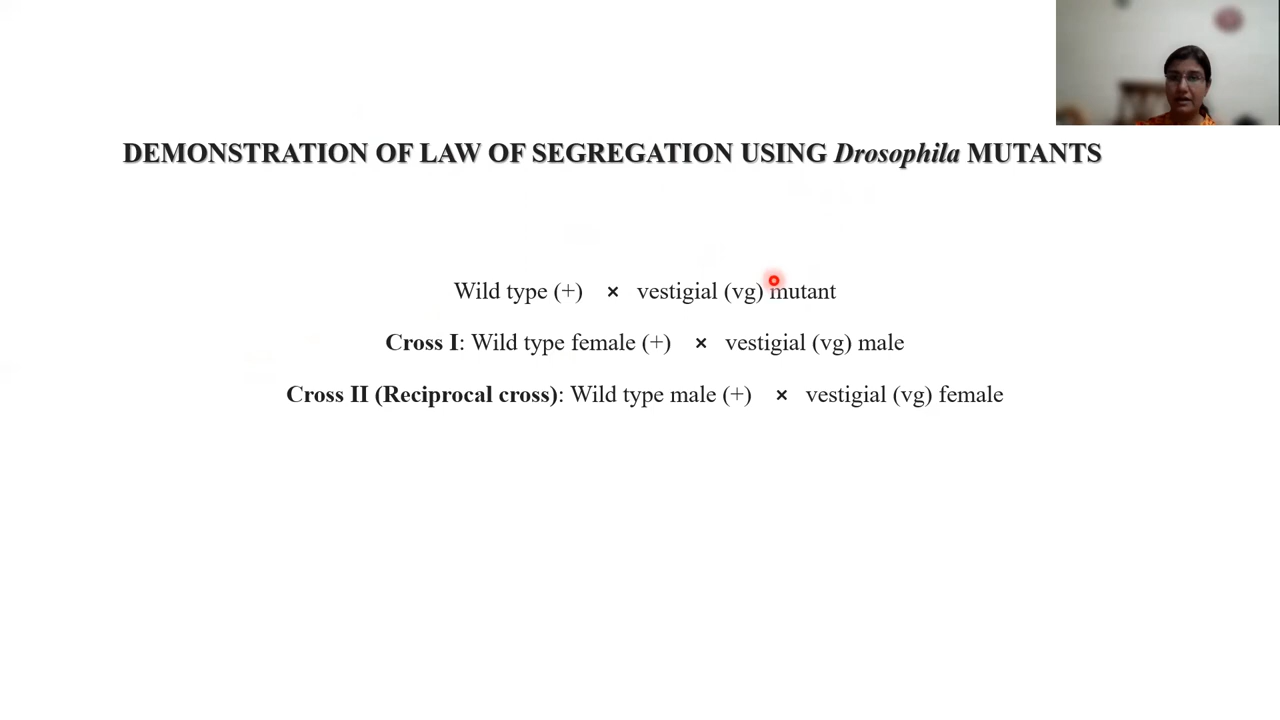 DEMONSTRATION OF LAW OF SEGREGATION USING Drosophila MUTANTS
Wild type (+) × vestigial (vg) mutant
Cross I: Wild type female (+) × vestigial (vg) male
Cross II (Reciprocal cross): Wild type male (+) × vestigial (vg) female